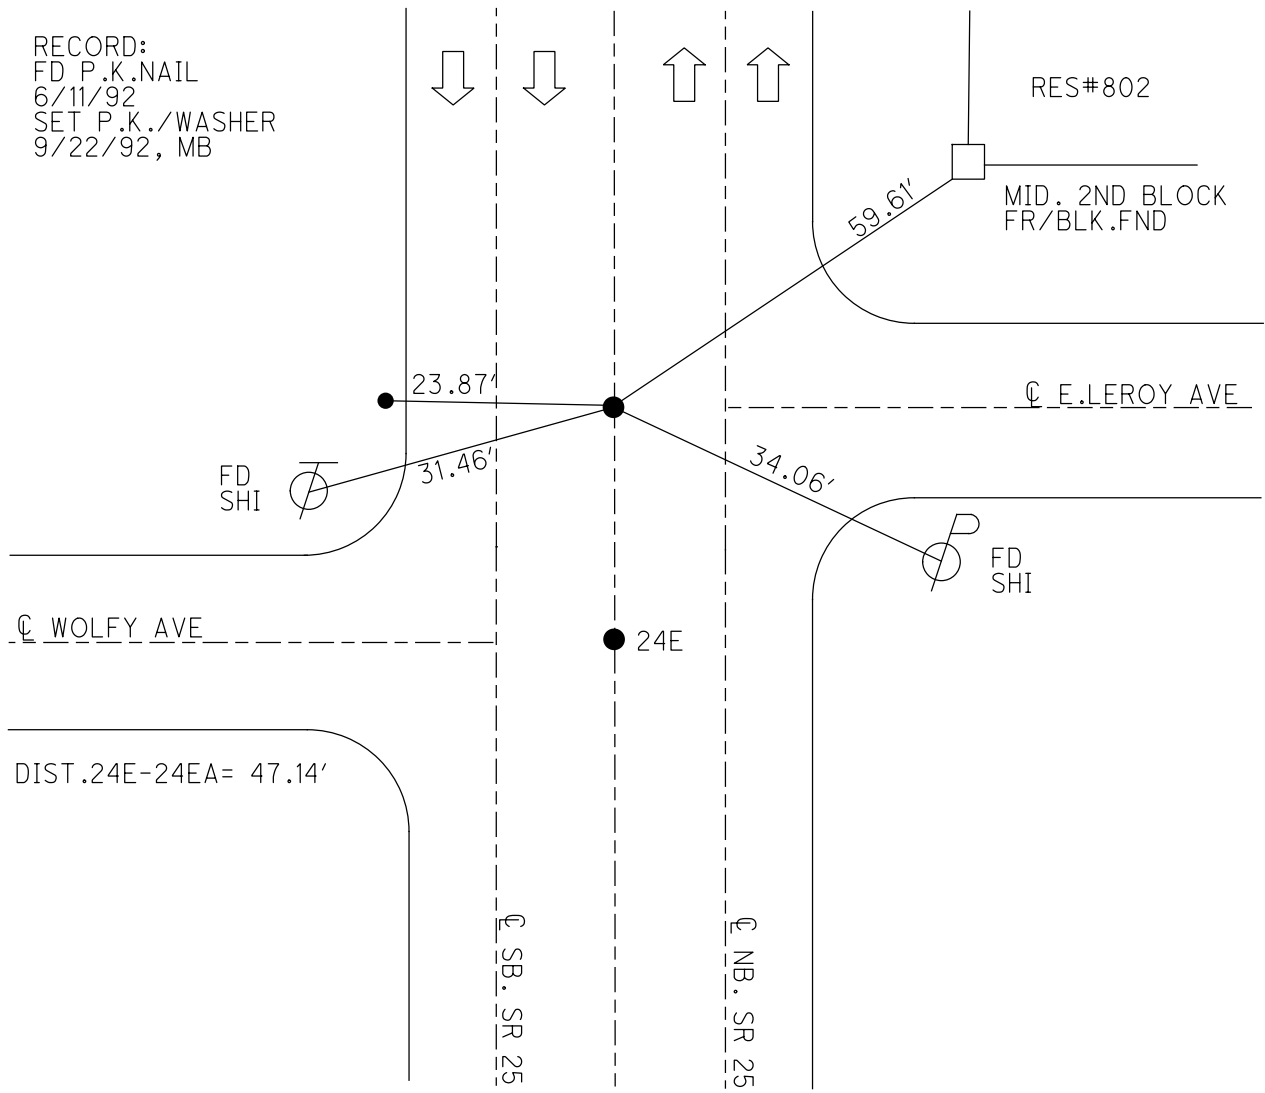 RECORD:
FD P.K.NAIL
6/11/92
SET P.K./WASHER
9/22/92, MB
RES#802
MID. 2ND BLOCK
FR/BLK.FND
59.61'
23.87'
℄ E.LEROY AVE
31.46'
34.06'
FD
SHI
FD
SHI
℄ WOLFY AVE
24E
DIST.24E-24EA= 47.14'
℄ SB. SR 25
℄ NB. SR 25